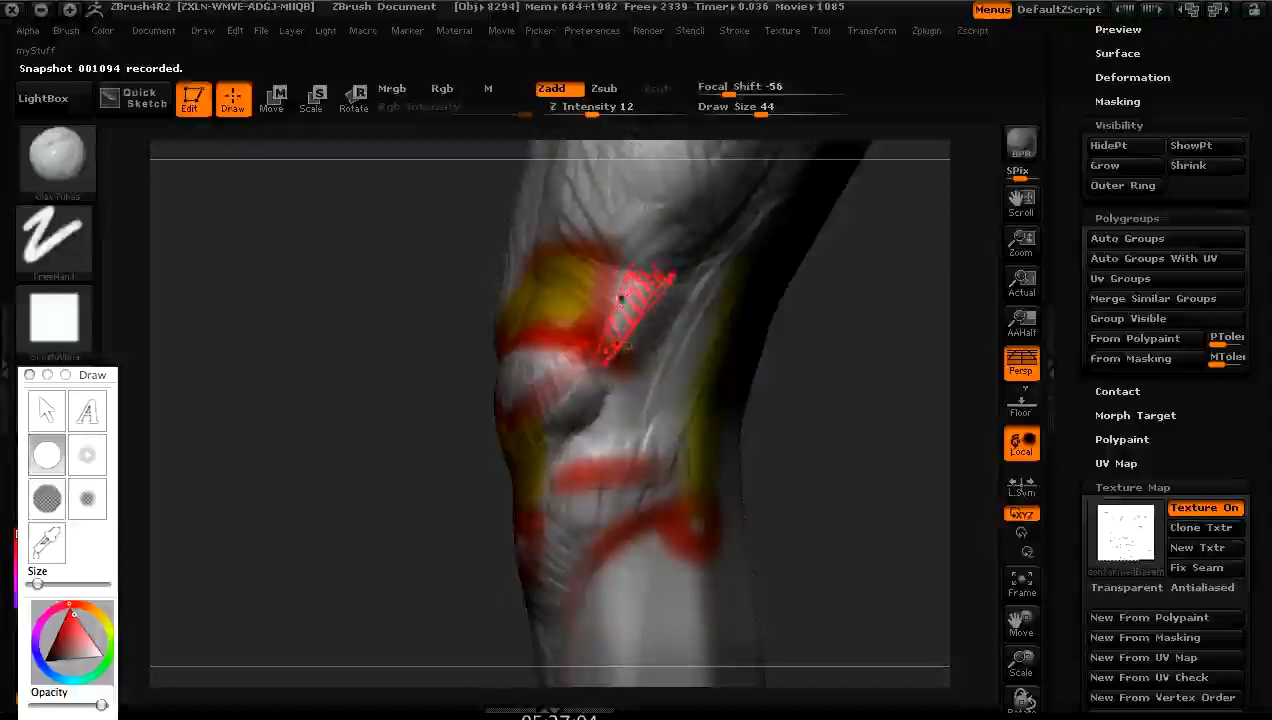 ZBrush4R2 [ZXLN-WMVE-ADGJ-MIIQB] ZBrush Document [Obj▸8294] Mem▸684+1982 Free▸2339 Timer▸0.036 Movie▸1085 Menus DefaultZScript
Alpha Brush Color Document Draw Edit File Layer Light Macro Marker Material Movie Picker Preferences Render Stencil Stroke Texture Tool Transform Zplugin Zscript
myStuff
Snapshot 001094 recorded.
LightBox
Quick Sketch
Edit
Draw
Move
Scale
Rotate
Mrgb Rgb M
Rgb Intensity
Zadd Zsub
Z Intensity 12
Focal Shift -56
Draw Size 44
FreeHand
Draw
Size
Opacity
BPR
SPix
Scroll
Zoom
Actual
AAHalf
Persp
Floor
Local
L.Sym
XYZ
Y
Z
Frame
Move
Scale
Preview
Surface
Deformation
Masking
Visibility
HidePt ShowPt
Grow Shrink
Outer Ring
Polygroups
Auto Groups
Auto Groups With UV
Uv Groups
Merge Similar Groups
Group Visible
From Polypaint PToler
From Masking MToler
Contact
Morph Target
Polypaint
UV Map
Texture Map
Texture On
Clone Txtr
New Txtr
Fix Seam
Transparent Antialiased
New From Polypaint
New From Masking
New From UV Map
New From UV Check
New From Vertex Order